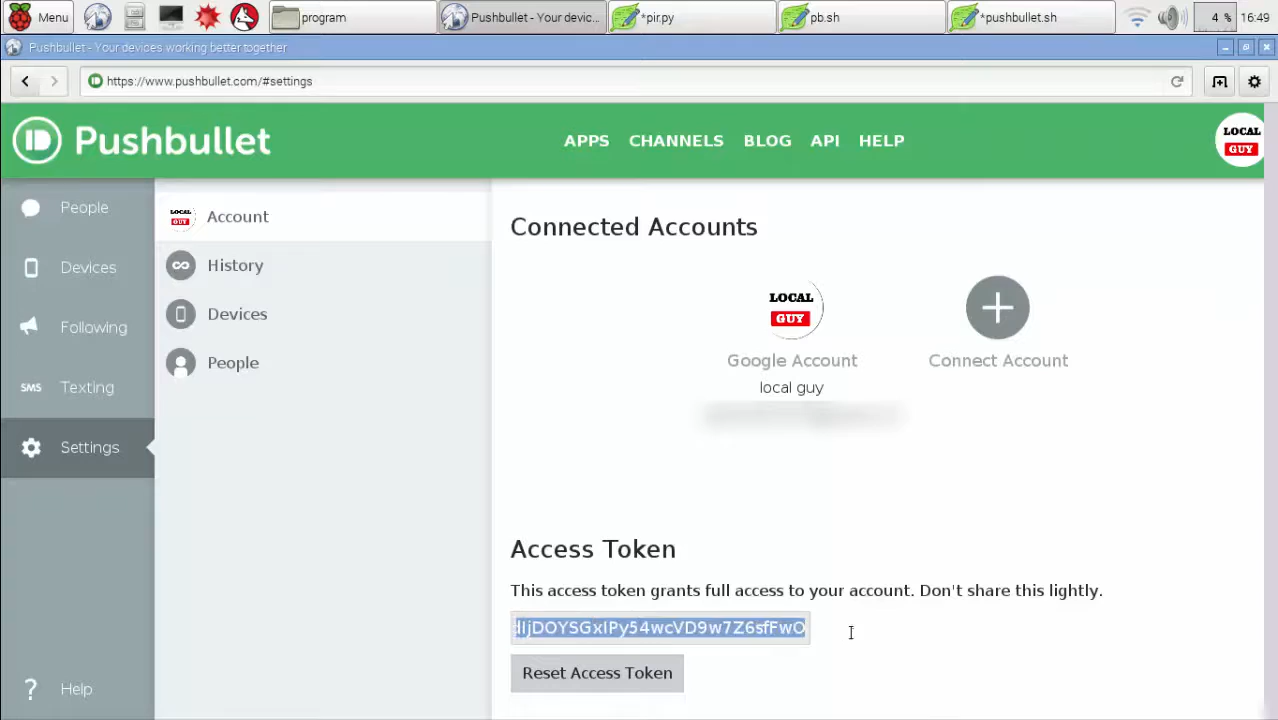 Menu
program
Pushbullet - Your devic...
*pir.py
pb.sh
*pushbullet.sh
4 %
16:49
Pushbullet - Your devices working better together
https://www.pushbullet.com/#settings
Pushbullet
APPS CHANNELS BLOG API HELP
LOCAL
GUY
People
Devices
Following
SMS Texting
Settings
? Help
LOCAL
GUY
Account
History
Devices
People
Connected Accounts
LOCAL
GUY
Google Account
local guy
Connect Account
Access Token
This access token grants full access to your account. Don't share this lightly.
Reset Access Token